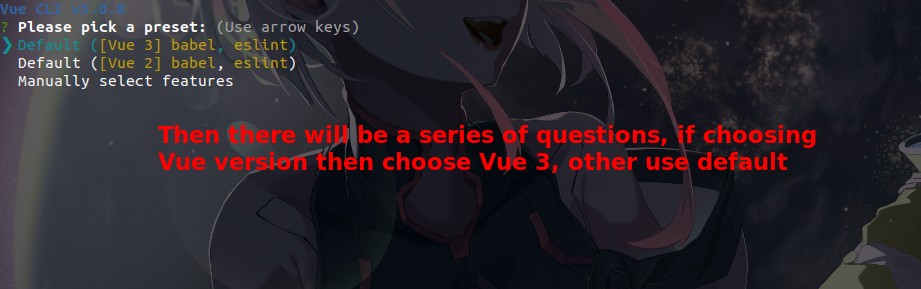 Vue CLI v5.0.8
? Please pick a preset: (Use arrow keys)
❯ Default ([Vue 3] babel, eslint)
Default ([Vue 2] babel, eslint)
Manually select features
Then there will be a series of questions, if choosing
Vue version then choose Vue 3, other use default